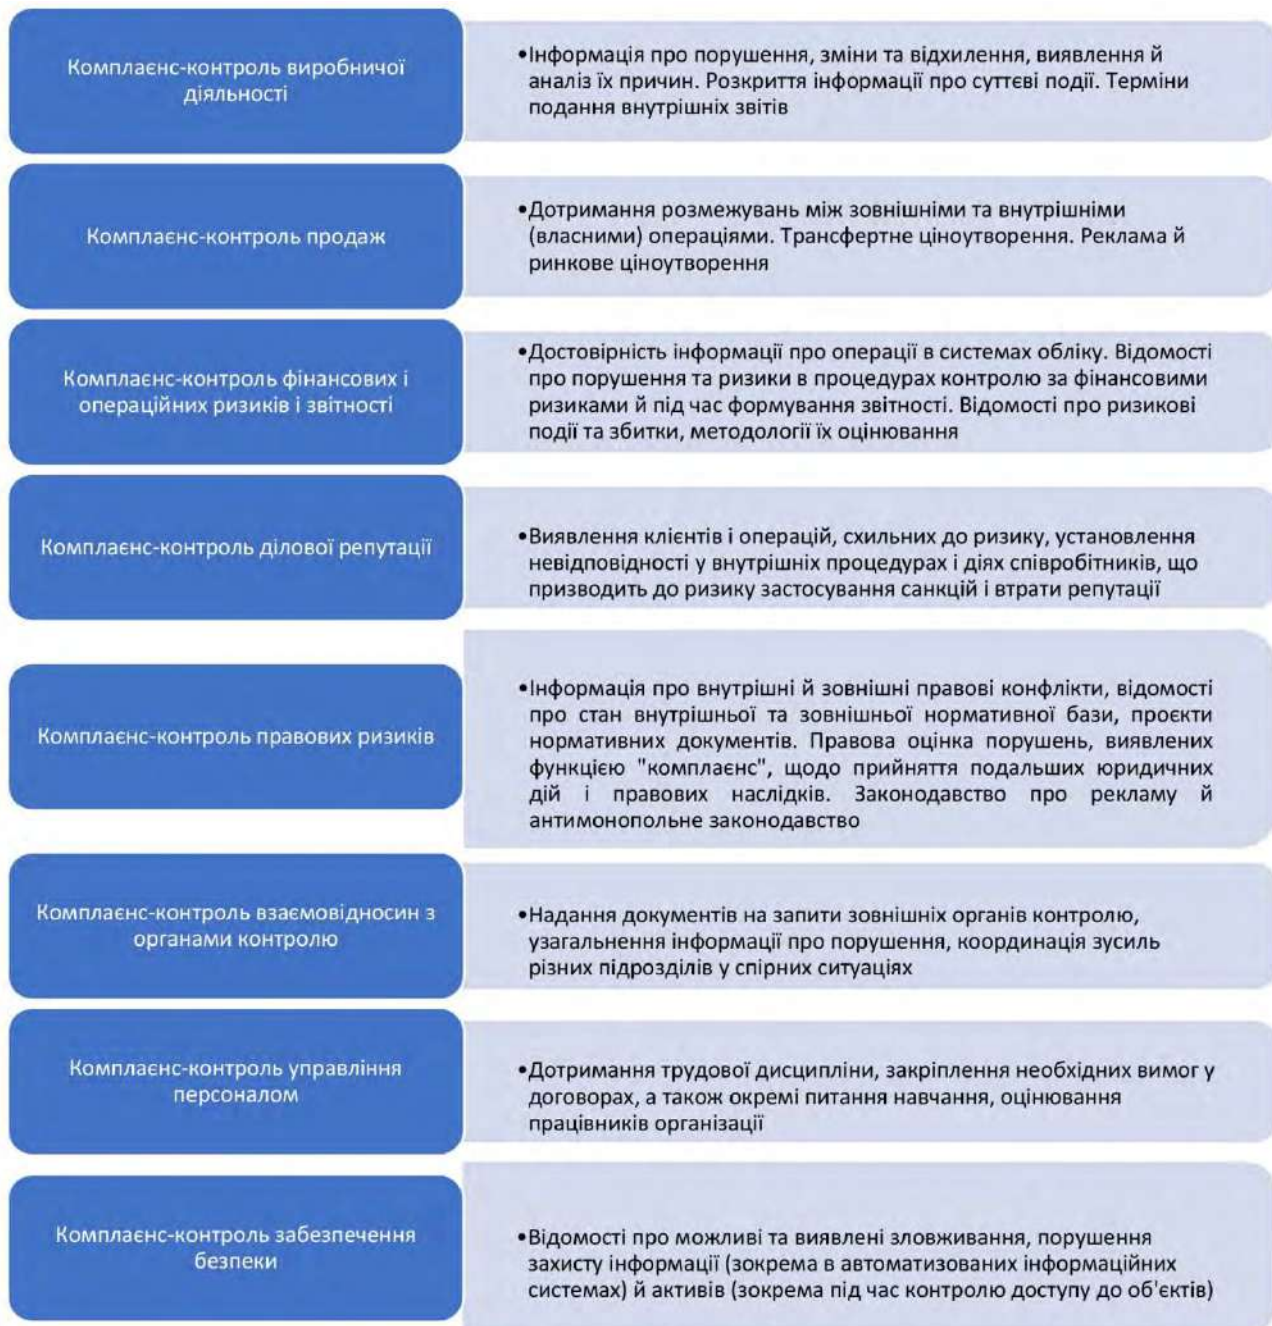 Комплаєнс-контроль виробничої
діяльності
•Інформація про порушення, зміни та відхилення, виявлення й
аналіз їх причин. Розкриття інформації про суттєві події. Терміни
подання внутрішніх звітів
Комплаєнс-контроль продаж
•Дотримання розмежувань між зовнішніми та внутрішніми
(власними) операціями. Трансфертне ціноутворення. Реклама й
ринкове ціноутворення
Комплаєнс-контроль фінансових і
операційних ризиків і звітності
•Достовірність інформації про операції в системах обліку. Відомості
про порушення та ризики в процедурах контролю за фінансовими
ризиками й під час формування звітності. Відомості про ризикові
події та збитки, методології їх оцінювання
Комплаєнс-контроль ділової репутації
•Виявлення клієнтів і операцій, схильних до ризику, установлення
невідповідності у внутрішніх процедурах і діях співробітників, що
призводить до ризику застосування санкцій і втрати репутації
Комплаєнс-контроль правових ризиків
•Інформація про внутрішні й зовнішні правові конфлікти, відомості
про стан внутрішньої та зовнішньої нормативної бази, проєкти
нормативних документів. Правова оцінка порушень, виявлених
функцією "комплаєнс", щодо прийняття подальших юридичних
дій і правових наслідків. Законодавство про рекламу й
антимонопольне законодавство
Комплаєнс-контроль взаємовідносин з
органами контролю
•Надання документів на запити зовнішніх органів контролю,
узагальнення інформації про порушення, координація зусиль
різних підрозділів у спірних ситуаціях
Комплаєнс-контроль управління
персоналом
•Дотримання трудової дисципліни, закріплення необхідних вимог у
договорах, а також окремі питання навчання, оцінювання
працівників організації
Комплаєнс-контроль забезпечення
безпеки
•Відомості про можливі та виявлені зловживання, порушення
захисту інформації (зокрема в автоматизованих інформаційних
системах) й активів (зокрема під час контролю доступу до об'єктів)